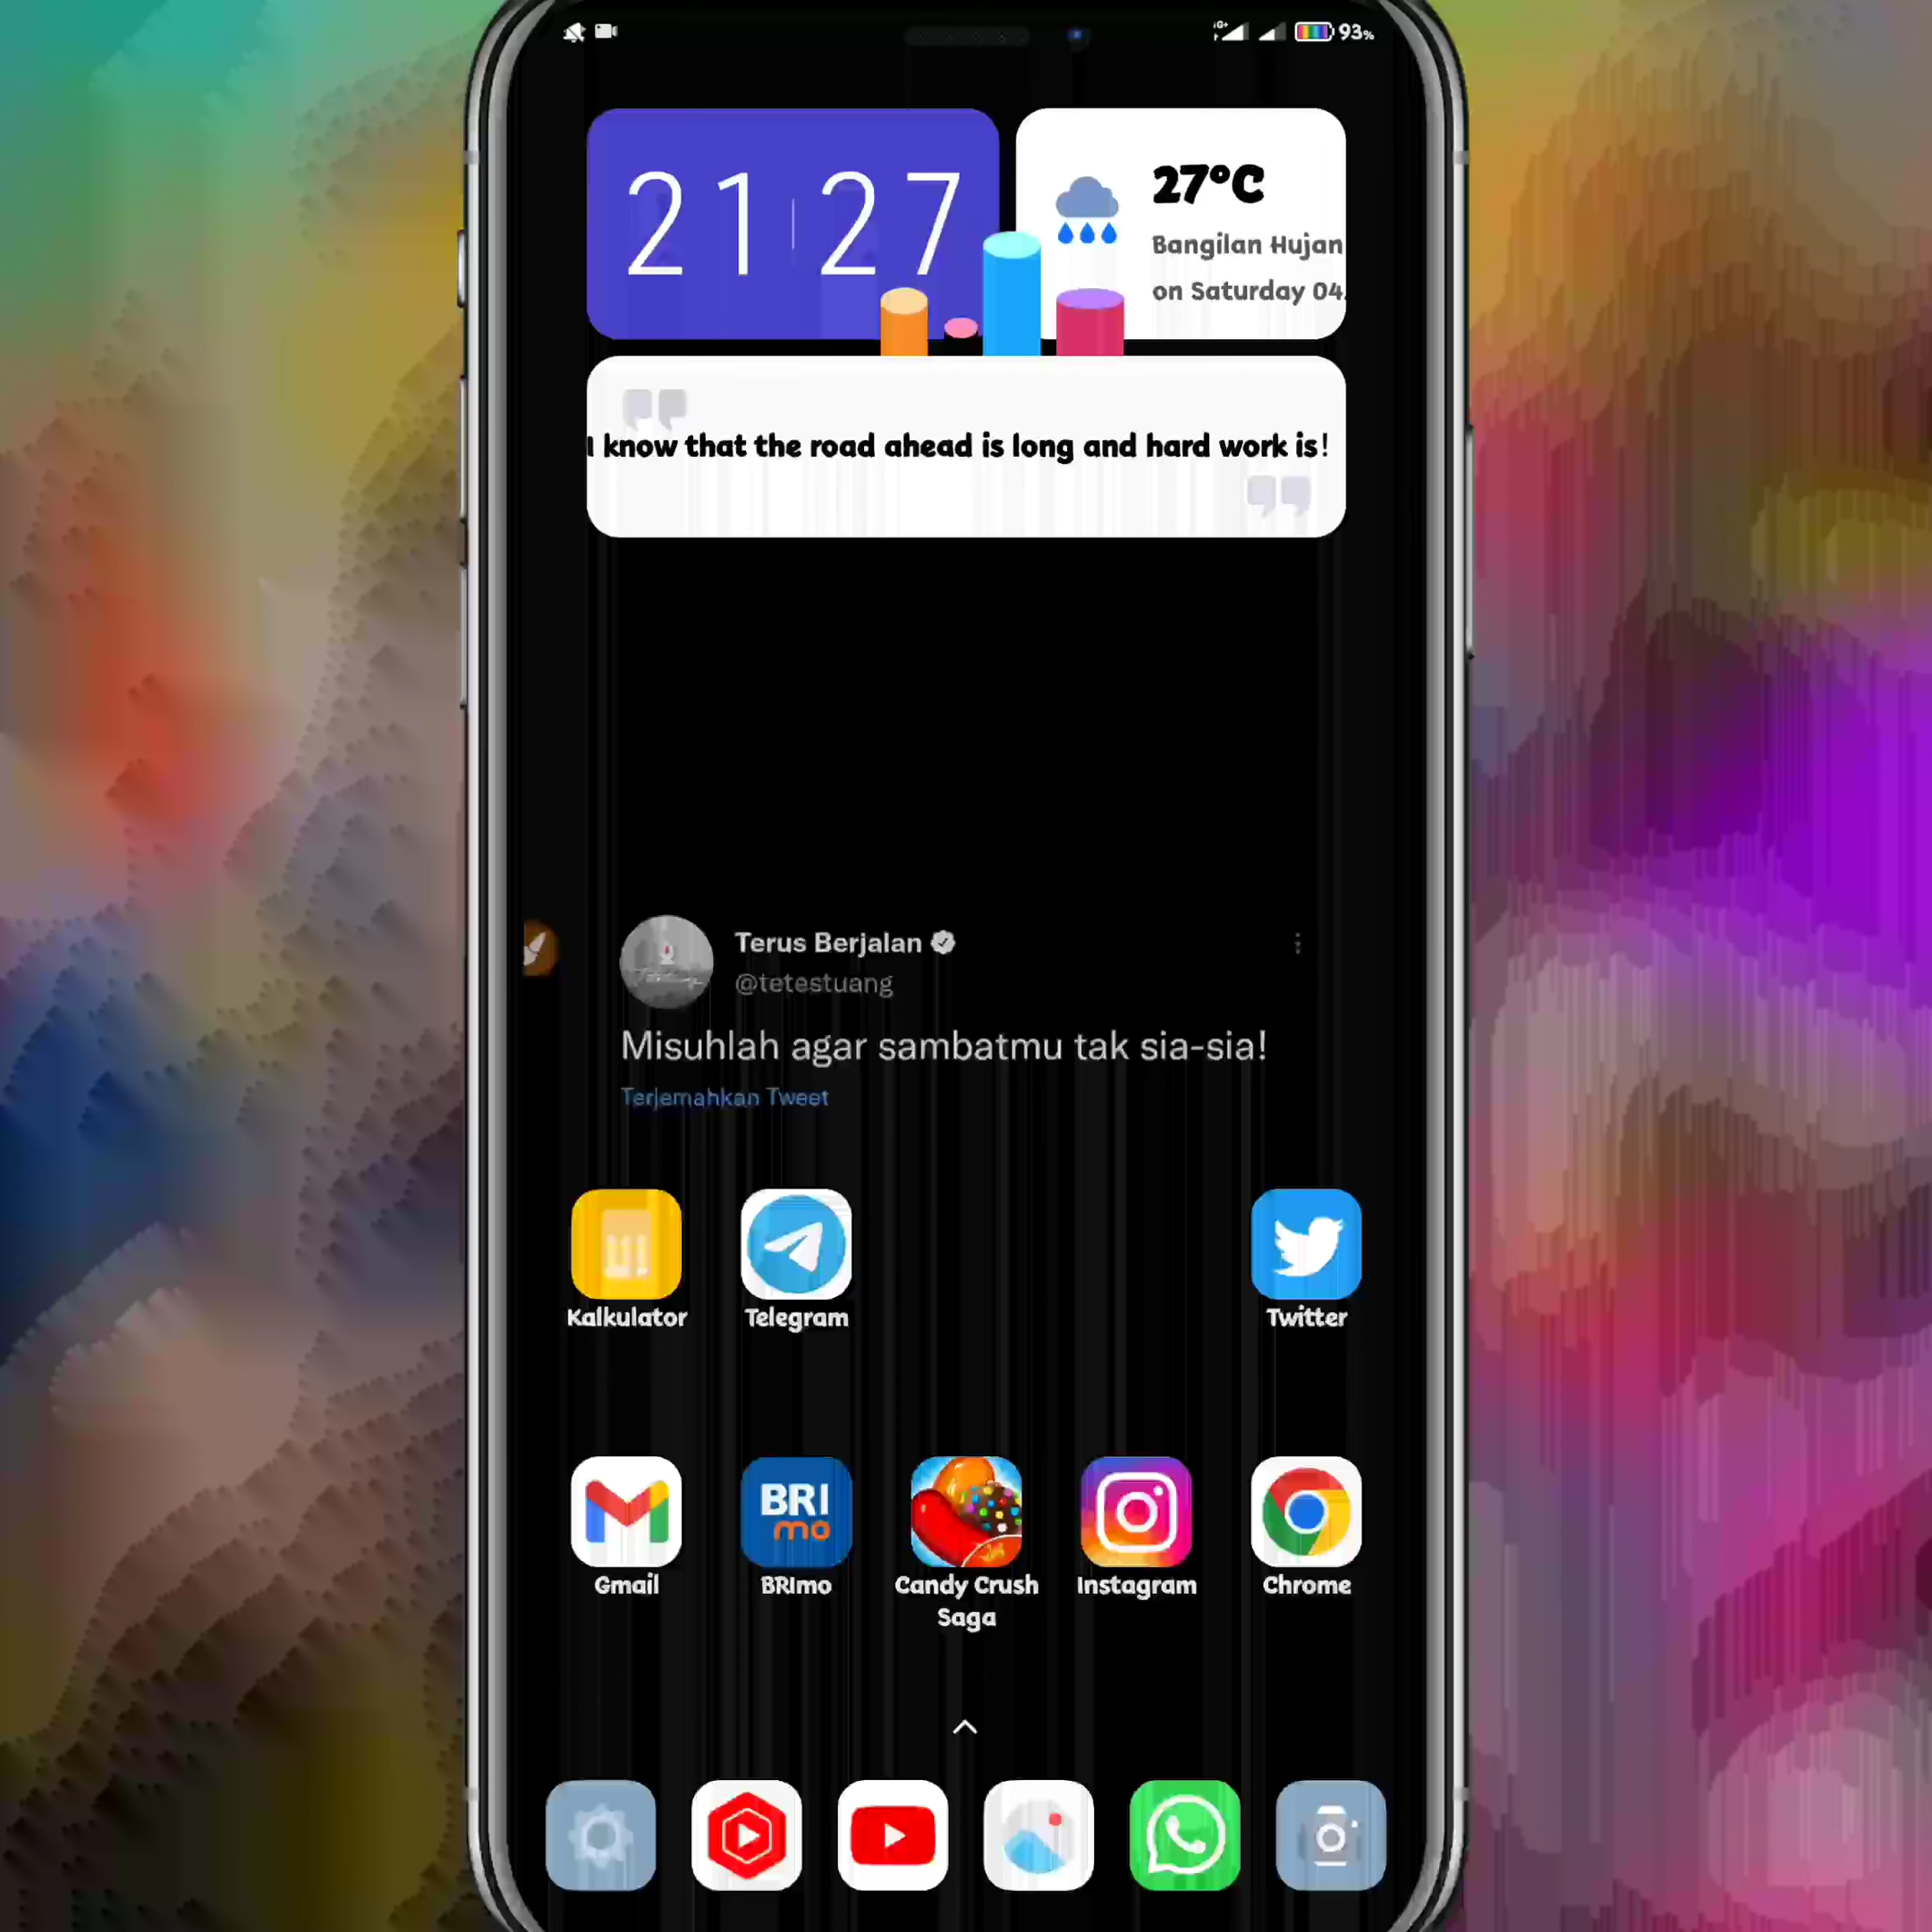 93%
21 27
27°C
Bangilan Hujan
on Saturday 04.
I know that the road ahead is long and hard work is!
Terus Berjalan
@tetestuang
Misuhlah agar sambatmu tak sia-sia!
Terjemahkan Tweet
Kalkulator
Telegram
Twitter
BRI
mo
Gmail
BRImo
Candy Crush
Saga
Instagram
Chrome